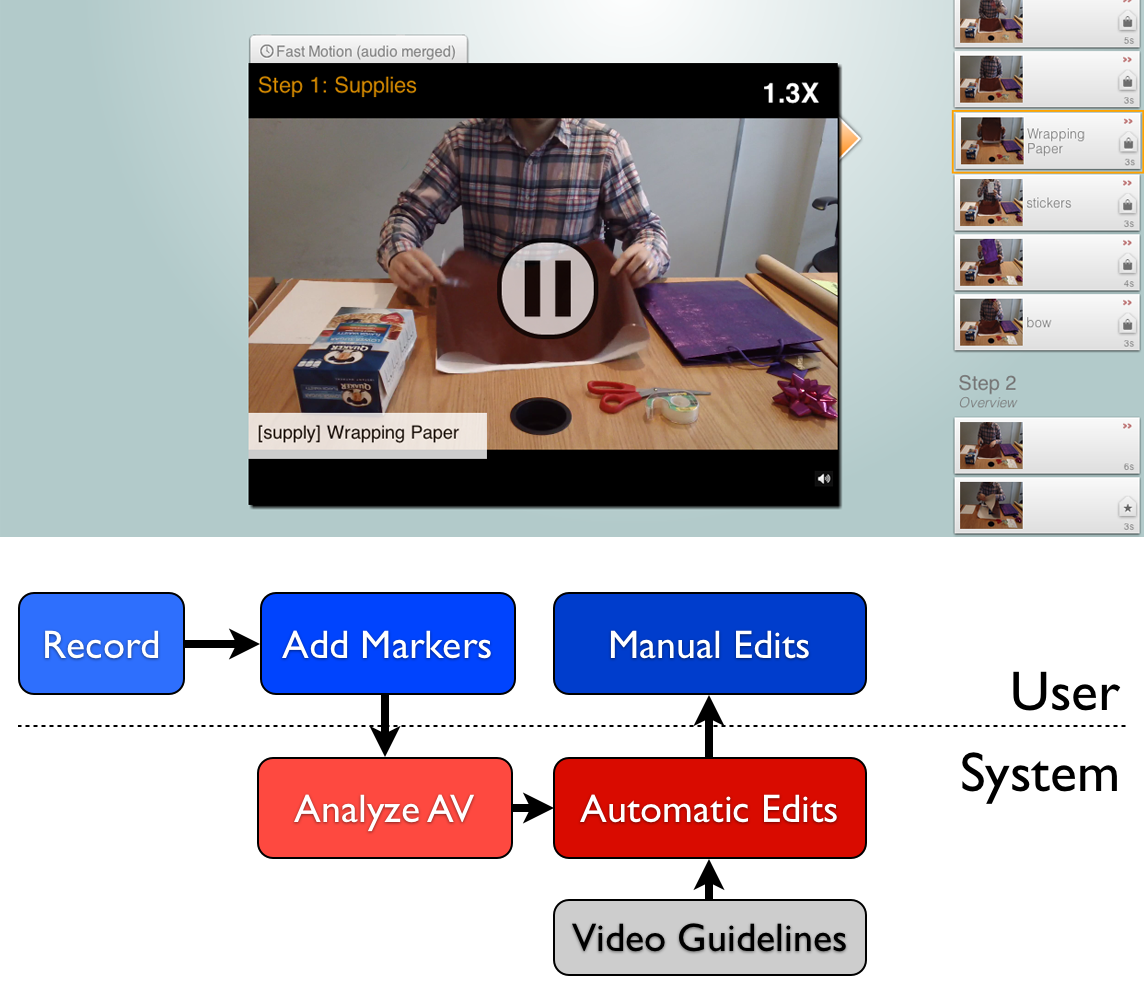 Fast Motion (audio merged)
Step 1: Supplies
1.3X
QUAKER
QUAKER
[supply] Wrapping Paper
5s
3s
Wrapping
Paper
3s
stickers
3s
4s
bow
3s
Step 2
Overview
6s
3s
Record
Add Markers
Manual Edits
User
System
Analyze AV
Automatic Edits
Video Guidelines